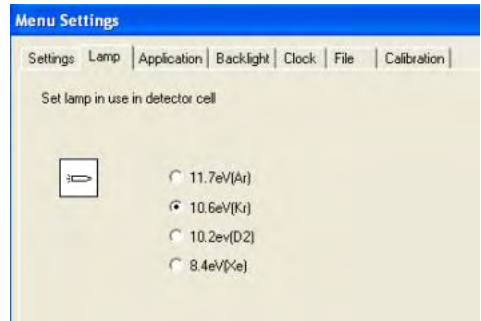 Menu Settings
Settings Lamp Application Backlight Clock File Calibration
Set lamp in use in detector cell
11.7eV(Ar)
10.6eV(Kr)
10.2ev(D2)
8.4eV(Xe)